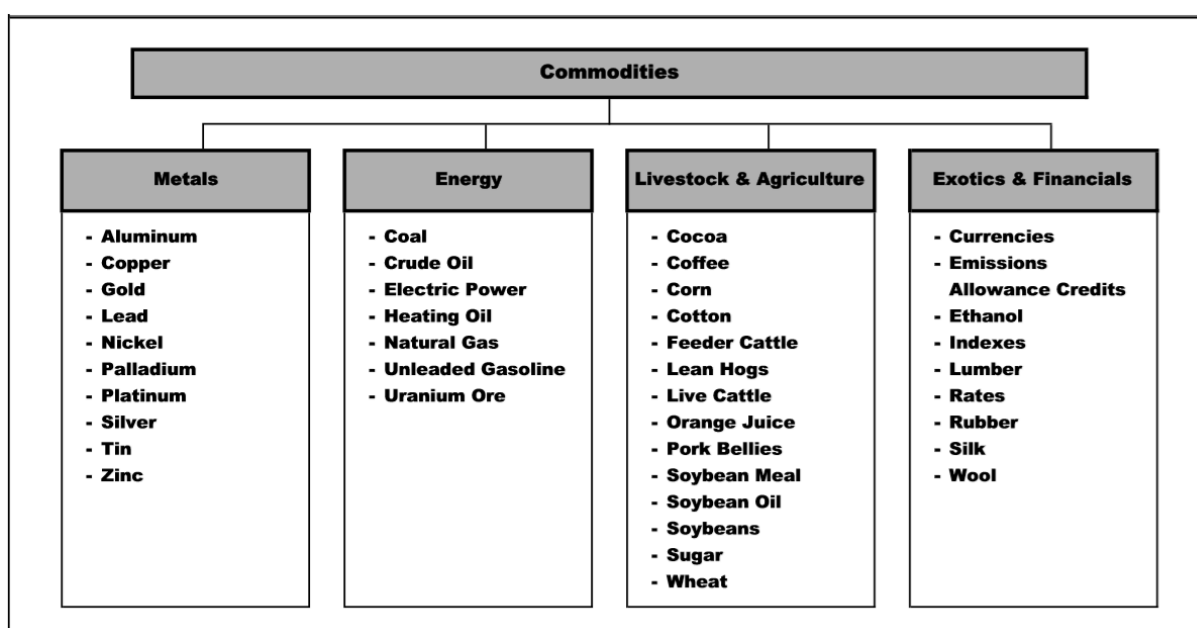 Commodities
Metals
- Aluminum
- Copper
- Gold
- Lead
- Nickel
- Palladium
- Platinum
- Silver
- Tin
- Zinc
Energy
- Coal
- Crude Oil
- Electric Power
- Heating Oil
- Natural Gas
- Unleaded Gasoline
- Uranium Ore
Livestock & Agriculture
- Cocoa
- Coffee
- Corn
- Cotton
- Feeder Cattle
- Lean Hogs
- Live Cattle
- Orange Juice
- Pork Bellies
- Soybean Meal
- Soybean Oil
- Soybeans
- Sugar
- Wheat
Exotics & Financials
- Currencies
- Emissions
Allowance Credits
- Ethanol
- Indexes
- Lumber
- Rates
- Rubber
- Silk
- Wool